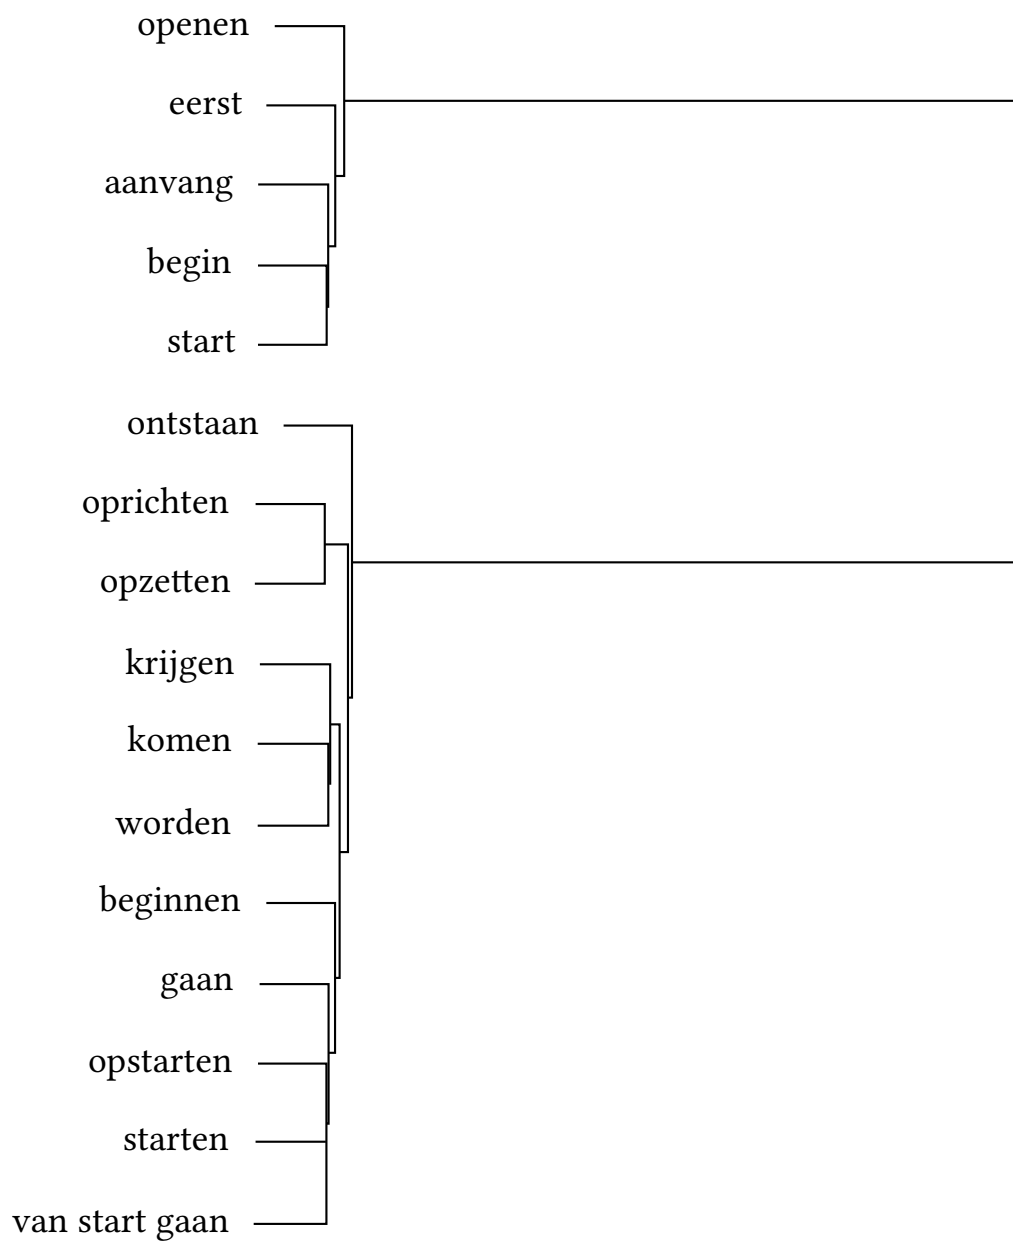 openen
eerst
aanvang
begin
start
ontstaan
oprichten
opzetten
krijgen
komen
worden
beginnen
gaan
opstarten
starten
van start gaan